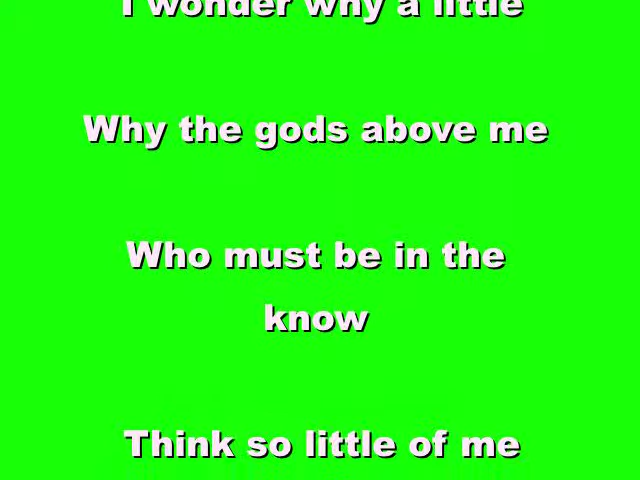 I wonder why a little
Why the gods above me
Who must be in the
know
Think so little of me